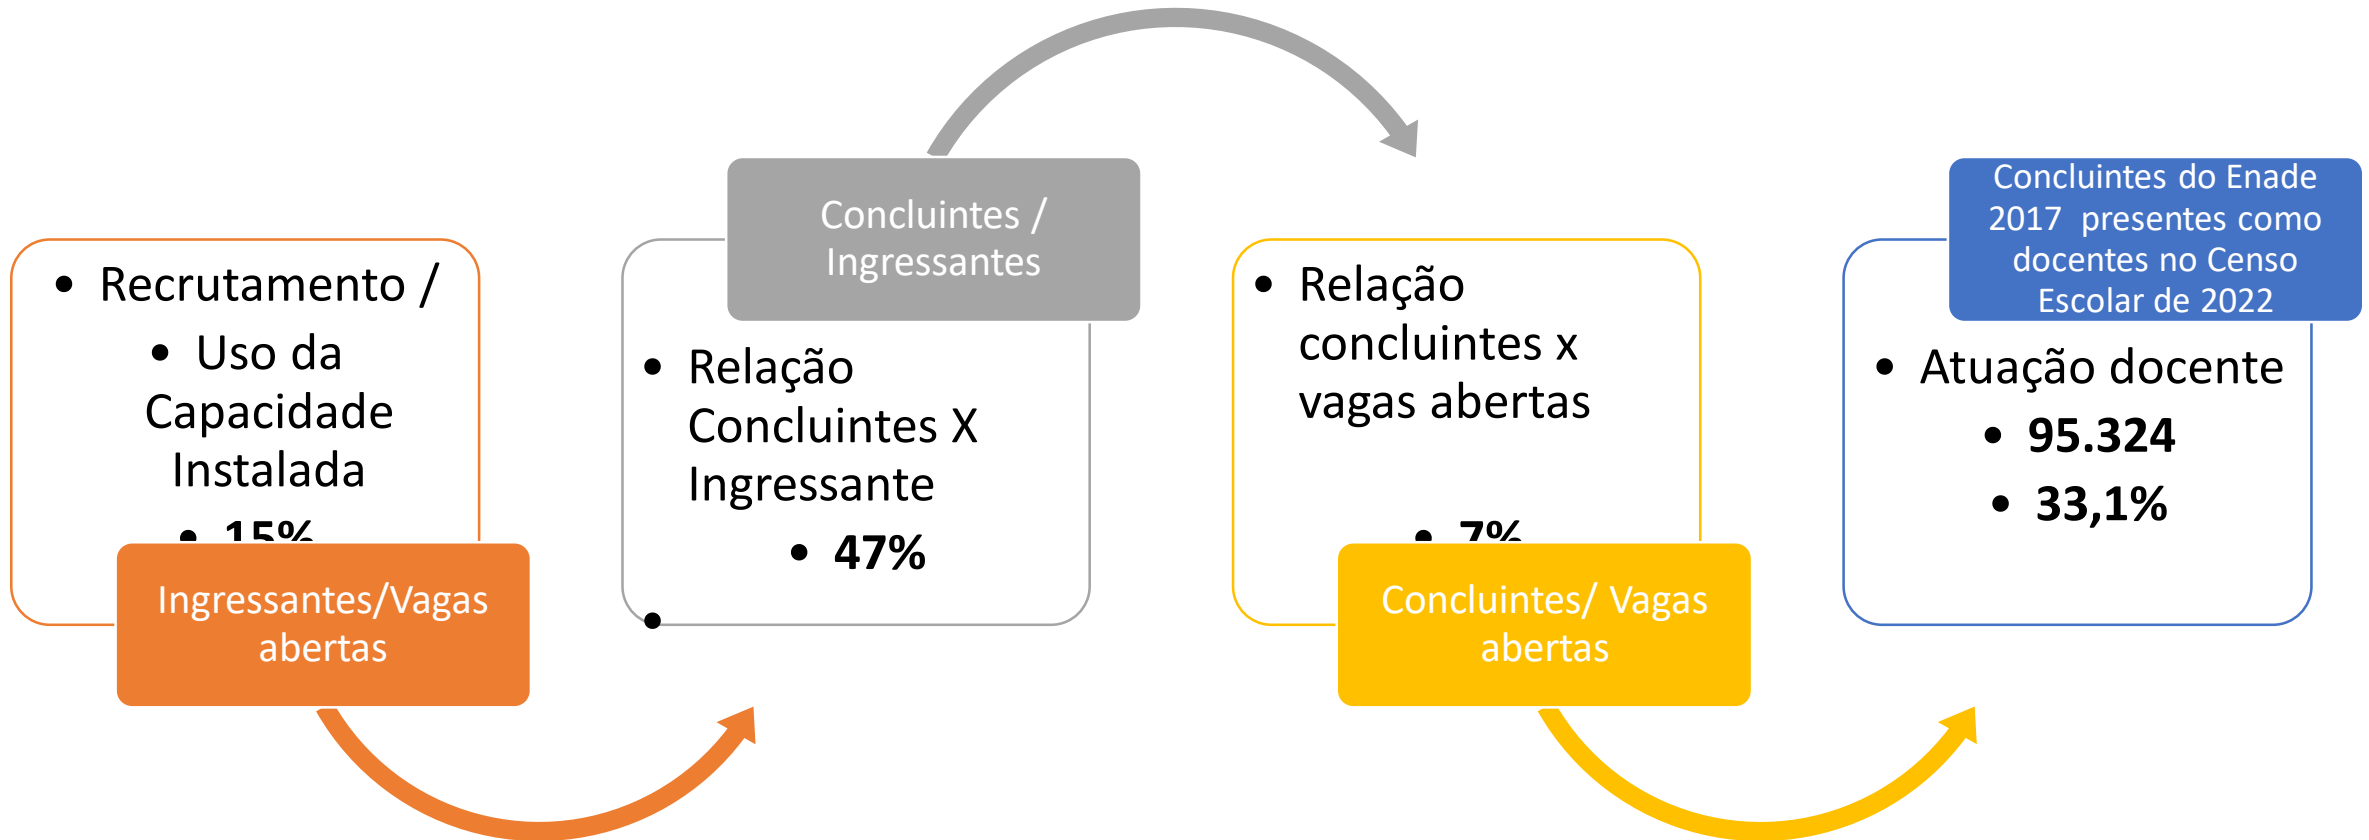 • Recrutamento /
• Uso da
Capacidade
Instalada
• 15%
Ingressantes/Vagas
abertas
Concluintes /
Ingressantes
• Relação
Concluintes X
Ingressante
• 47%
•
• Relação
concluintes x
vagas abertas
• 7%
Concluintes/ Vagas
abertas
Concluintes do Enade
2017 presentes como
docentes no Censo
Escolar de 2022
• Atuação docente
• 95.324
• 33,1%